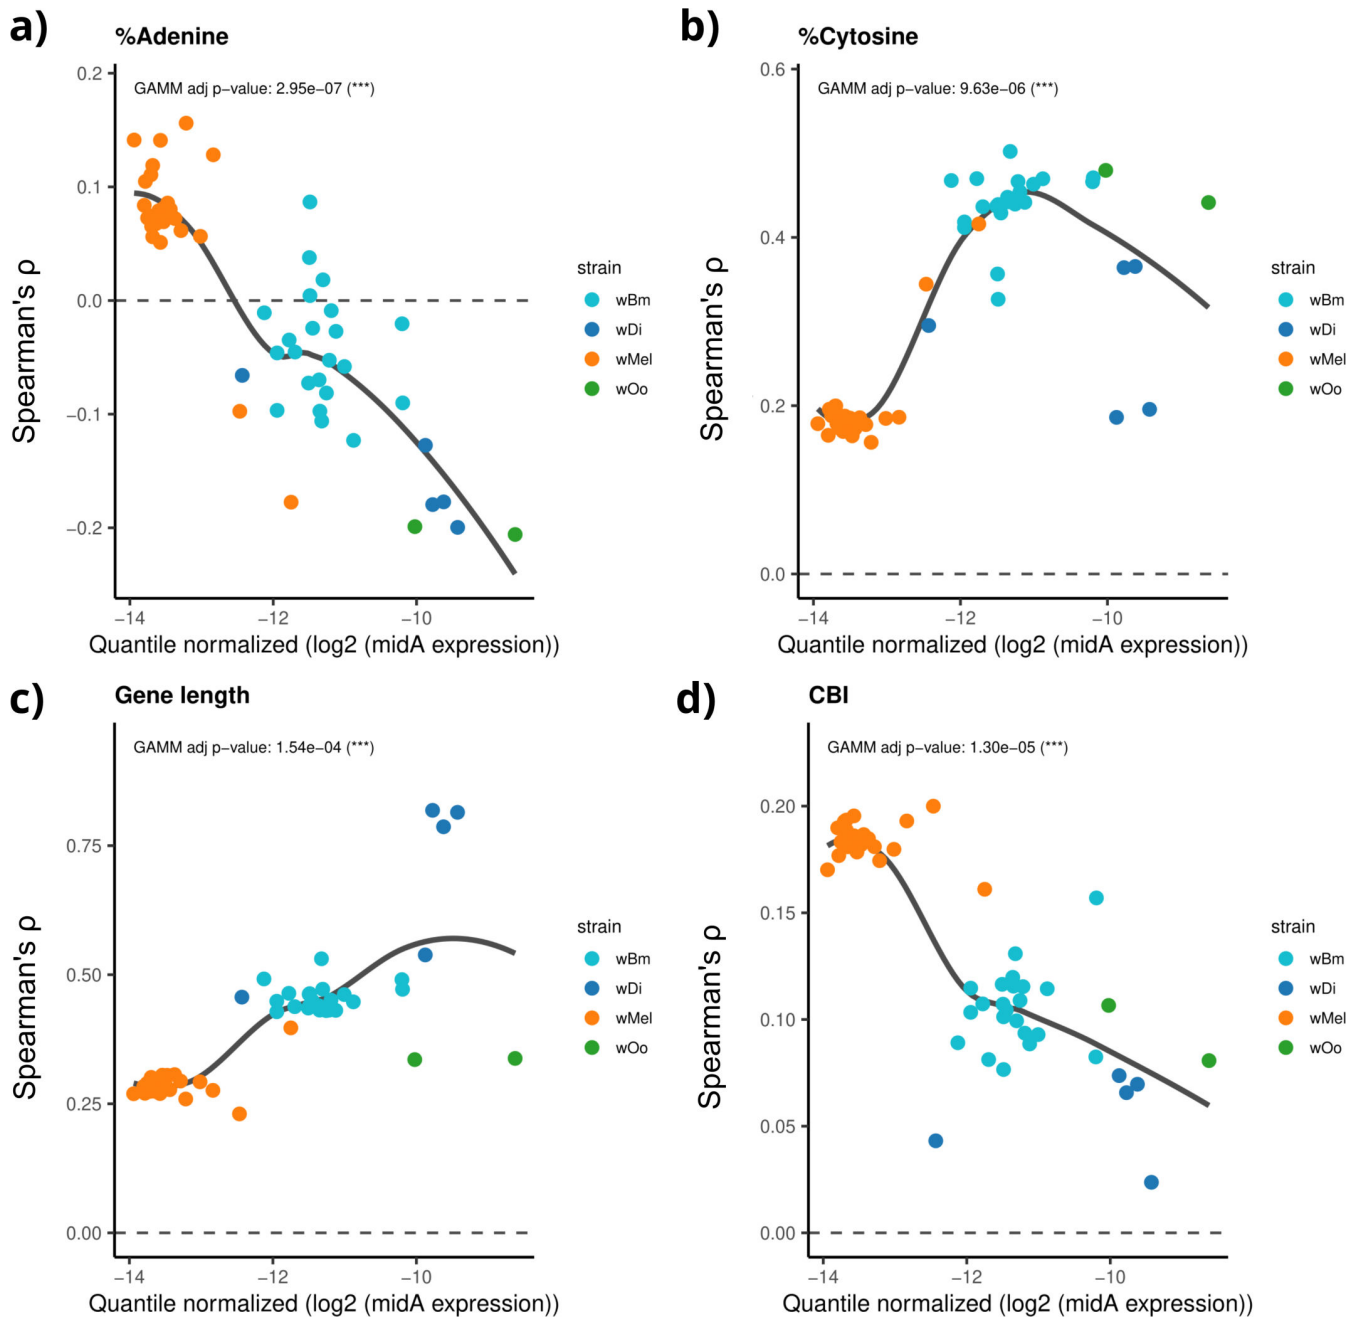 a)
%Adenine
GAMM adj p−value: 2.95e−07 (***)
0.2
0.1
0.0
−0.1
−0.2
Spearman's ρ
−14
−12
−10
Quantile normalized (log2 (midA expression))
strain
wBm
wDi
wMel
wOo
b)
%Cytosine
GAMM adj p−value: 9.63e−06 (***)
0.6
0.4
0.2
0.0
Spearman's ρ
−14
−12
−10
Quantile normalized (log2 (midA expression))
strain
wBm
wDi
wMel
wOo
c)
Gene length
GAMM adj p−value: 1.54e−04 (***)
0.75
0.50
0.25
0.00
Spearman's ρ
−14
−12
−10
Quantile normalized (log2 (midA expression))
strain
wBm
wDi
wMel
wOo
d)
CBI
GAMM adj p−value: 1.30e−05 (***)
0.20
0.15
0.10
0.05
0.00
Spearman's ρ
−14
−12
−10
Quantile normalized (log2 (midA expression))
strain
wBm
wDi
wMel
wOo